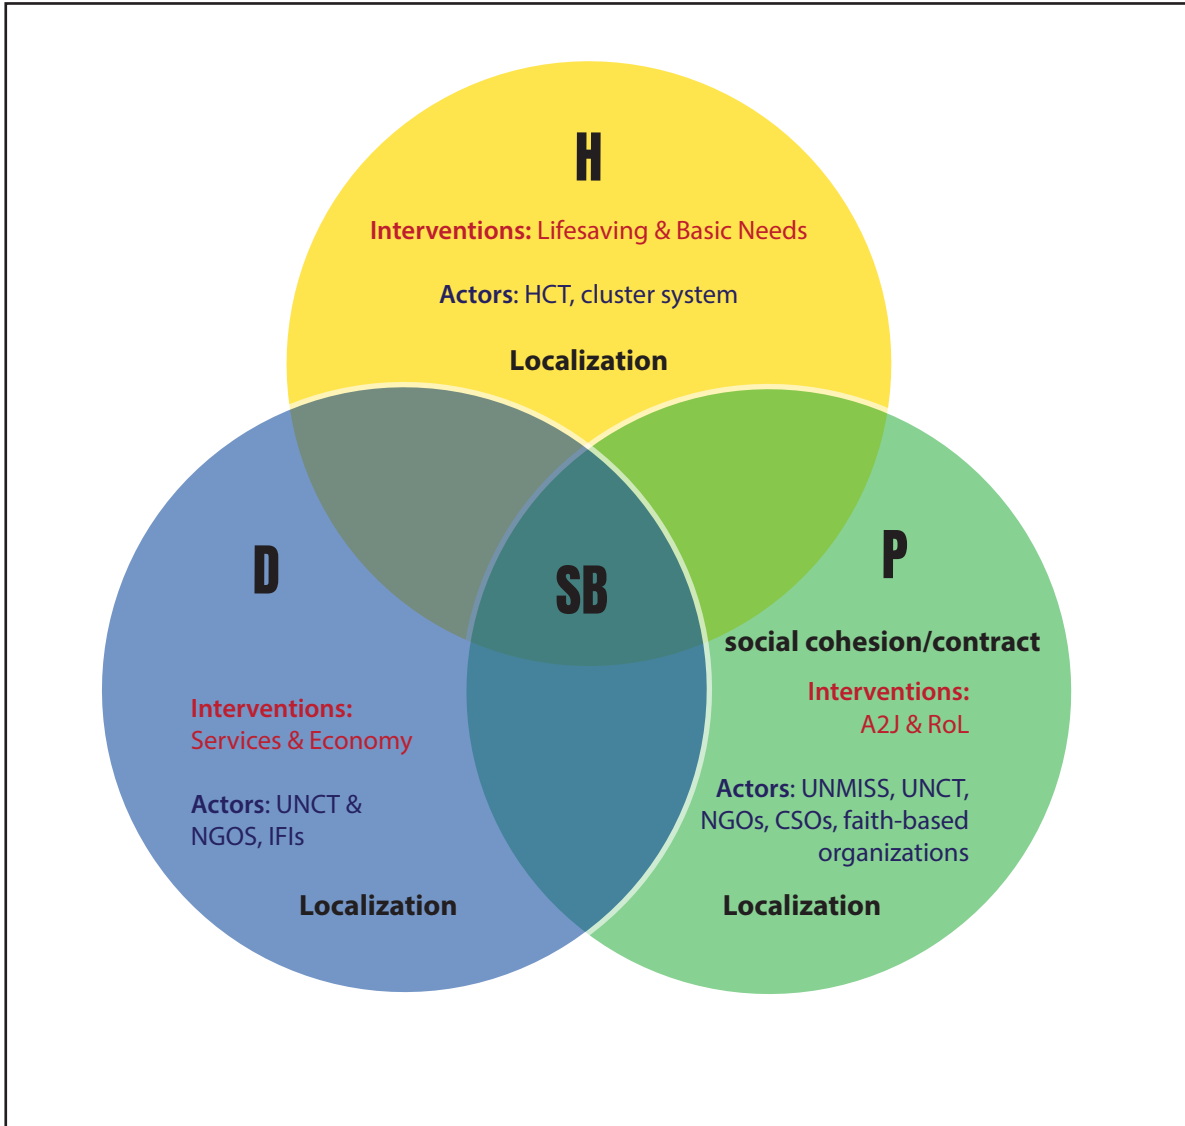 H
Interventions: Lifesaving & Basic Needs
Actors: HCT, cluster system
Localization
D
Interventions:
Services & Economy
Actors: UNCT &
NGOS, IFIs
Localization
SB
P
social cohesion/contract
Interventions:
A2J & RoL
Actors: UNMISS, UNCT,
NGOs, CSOs, faith-based
organizations
Localization